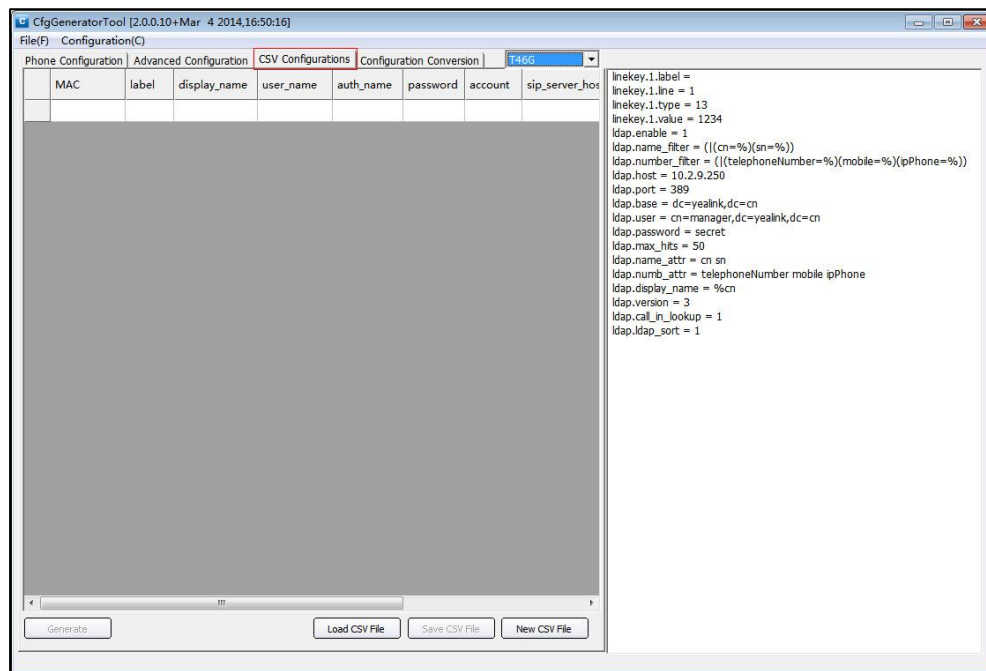 CfgGeneratorTool [2.0.0.10+Mar 4 2014,16:50:16]
File(F) Configuration(C)
Phone Configuration Advanced Configuration CSV Configurations Configuration Conversion T46G
MAC label display_name user_name auth_name password account sip_server_hos
linekey.1.label =
linekey.1.line = 1
linekey.1.type = 13
linekey.1.value = 1234
ldap.enable = 1
ldap.name_filter = (|(cn=%)(sn=%))
ldap.number_filter = (|(telephoneNumber=%)(mobile=%)(ipPhone=%))
ldap.host = 10.2.9.250
ldap.port = 389
ldap.base = dc=yealink,dc=cn
ldap.user = cn=manager,dc=yealink,dc=cn
ldap.password = secret
ldap.max_hits = 50
ldap.name_attr = cn sn
ldap.numb_attr = telephoneNumber mobile ipPhone
ldap.display_name = %cn
ldap.version = 3
ldap.call_in_lookup = 1
ldap.ldap_sort = 1
Generate Load CSV File Save CSV File New CSV File